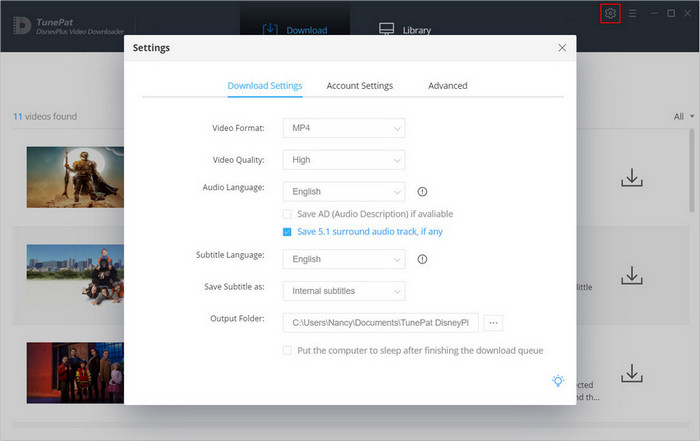 TunePat
DisneyPlus Video Downloader
Download
Library
Settings
Download Settings
Account Settings
Advanced
11 videos found
All
Video Format:
MP4
Video Quality:
High
Audio Language:
English
Save AD (Audio Description) if avaliable
Save 5.1 surround audio track, if any
Subtitle Language:
English
Save Subtitle as:
Internal subtitles
little
Output Folder:
C:\Users\Nancy\Documents\TunePat DisneyPl
...
Put the computer to sleep after finishing the download queue
ected
nd th...